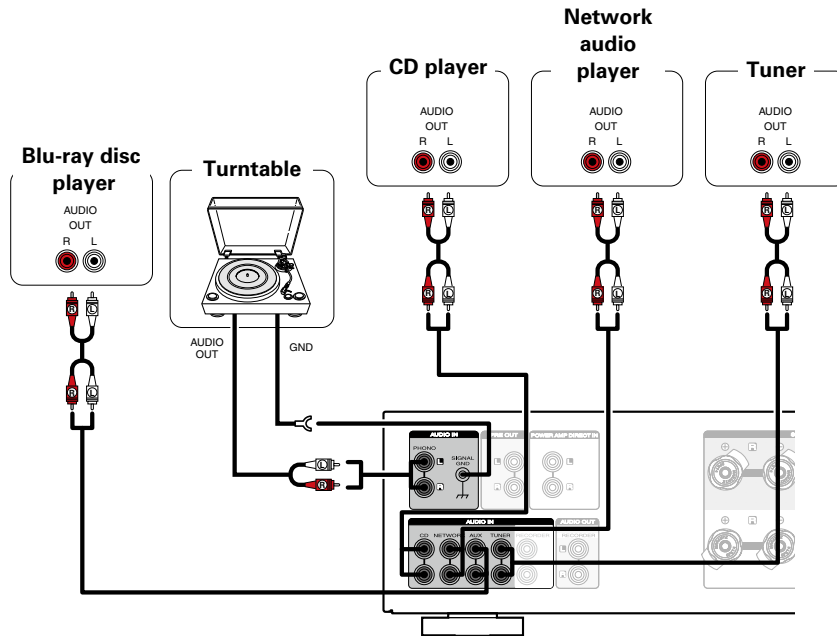 Network
audio
player
CD player
Tuner
AUDIO
OUT
R L
AUDIO
OUT
R L
AUDIO
OUT
R L
Blu-ray disc
player
Turntable
AUDIO
OUT
R L
R L
R L
R L
R L
R L
R L
R L
R L
AUDIO
OUT
GND
L
R
AUDIO IN
PHONO
SIGNAL
GND
PRE OUT
POWER AMP DIRECT IN
AUDIO IN
AUDIO OUT
CD NETWORK AUX TUNER RECORDER
RECORDER